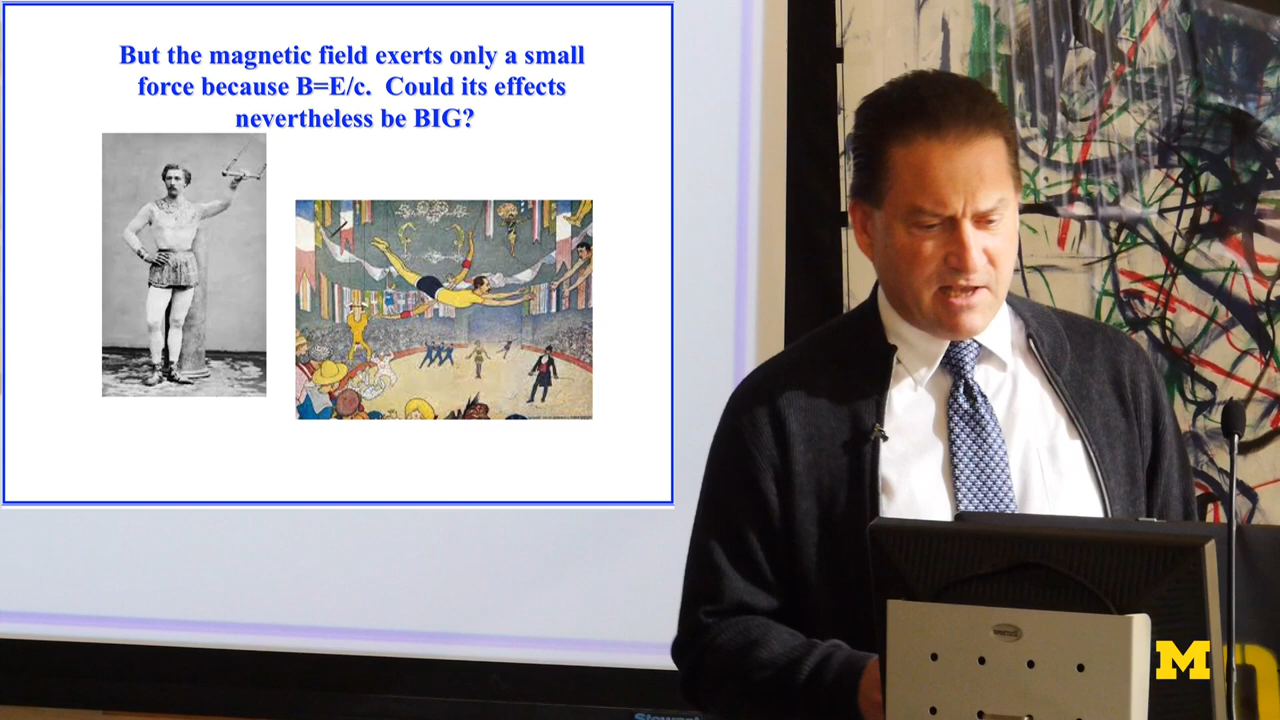 But the magnetic field exerts only a small
force because B=E/c.  Could its effects
nevertheless be BIG?
M